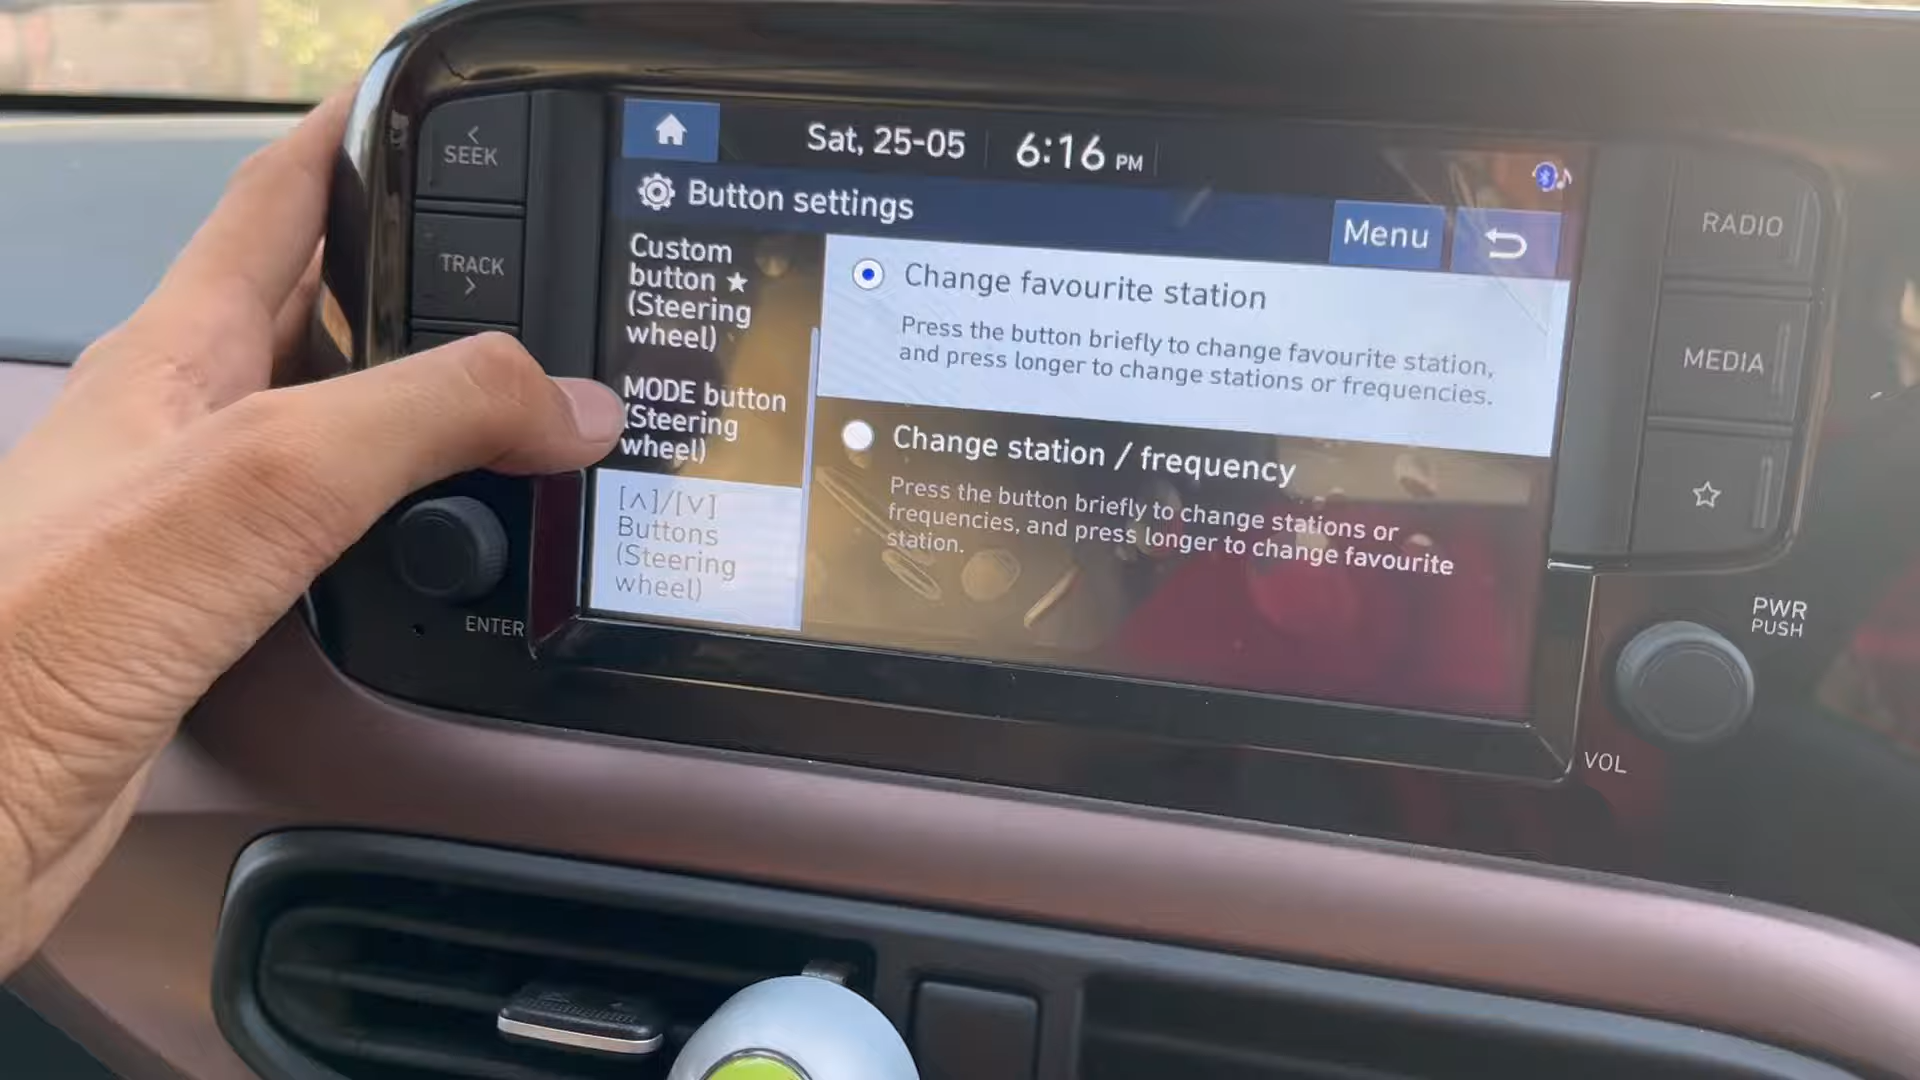 <
SEEK
TRACK
>
ENTER
Sat, 25-05
6:16 PM
Button settings
Menu
Custom
button ★
(Steering
wheel)
MODE button
(Steering
wheel)
[∧]/[∨]
Buttons
(Steering
wheel)
Change favourite station
Press the button briefly to change favourite station,
and press longer to change stations or frequencies.
Change station / frequency
Press the button briefly to change stations or
frequencies, and press longer to change favourite
station.
RADIO
MEDIA
☆
PWR
PUSH
VOL